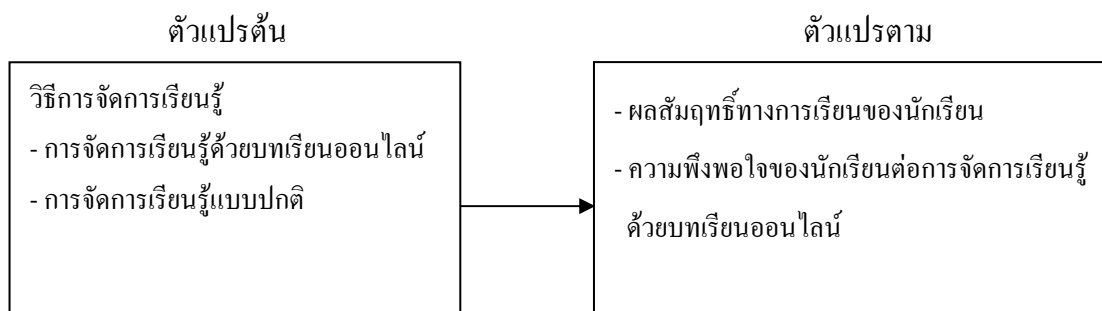 ตัวแปรต้น
วิธีการจัดการเรียนรู้
- การจัดการเรียนรู้ด้วยบทเรียนออนไลน์
- การจัดการเรียนรู้แบบปกติ
ตัวแปรตาม
- ผลสัมฤทธิ์ทางการเรียนของนักเรียน
- ความพึงพอใจของนักเรียนต่อการจัดการเรียนรู้
ด้วยบทเรียนออนไลน์